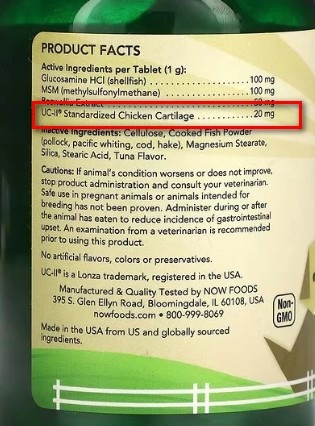 PRODUCT FACTS
Active Ingredients per Tablet (1 g):
Glucosamine HCl (shellfish) ............ 100 mg
MSM (methylsulfonylmethane) .......... 100 mg
Boswellia Extract ............ 50 mg
UC-II® Standardized Chicken Cartilage ......... 20 mg
Inactive Ingredients: Cellulose, Cooked Fish Powder
(pollock, pacific whiting, cod, hake), Magnesium Stearate,
Silica, Stearic Acid, Tuna Flavor.
Cautions: If animal's condition worsens or does not improve,
stop product administration and consult your veterinarian.
Safe use in pregnant animals or animals intended for
breeding has not been proven. Administer during or after
the animal has eaten to reduce incidence of gastrointestinal
upset. An examination from a veterinarian is recommended
prior to using this product.
No artificial flavors, colors or preservatives.
UC-II® is a Lonza trademark, registered in the USA.
Manufactured & Quality Tested by NOW FOODS
395 S. Glen Ellyn Road, Bloomingdale, IL 60108, USA
nowfoods.com • 800-999-8069
Non-
GMO
Made in the USA from US and globally sourced
ingredients.